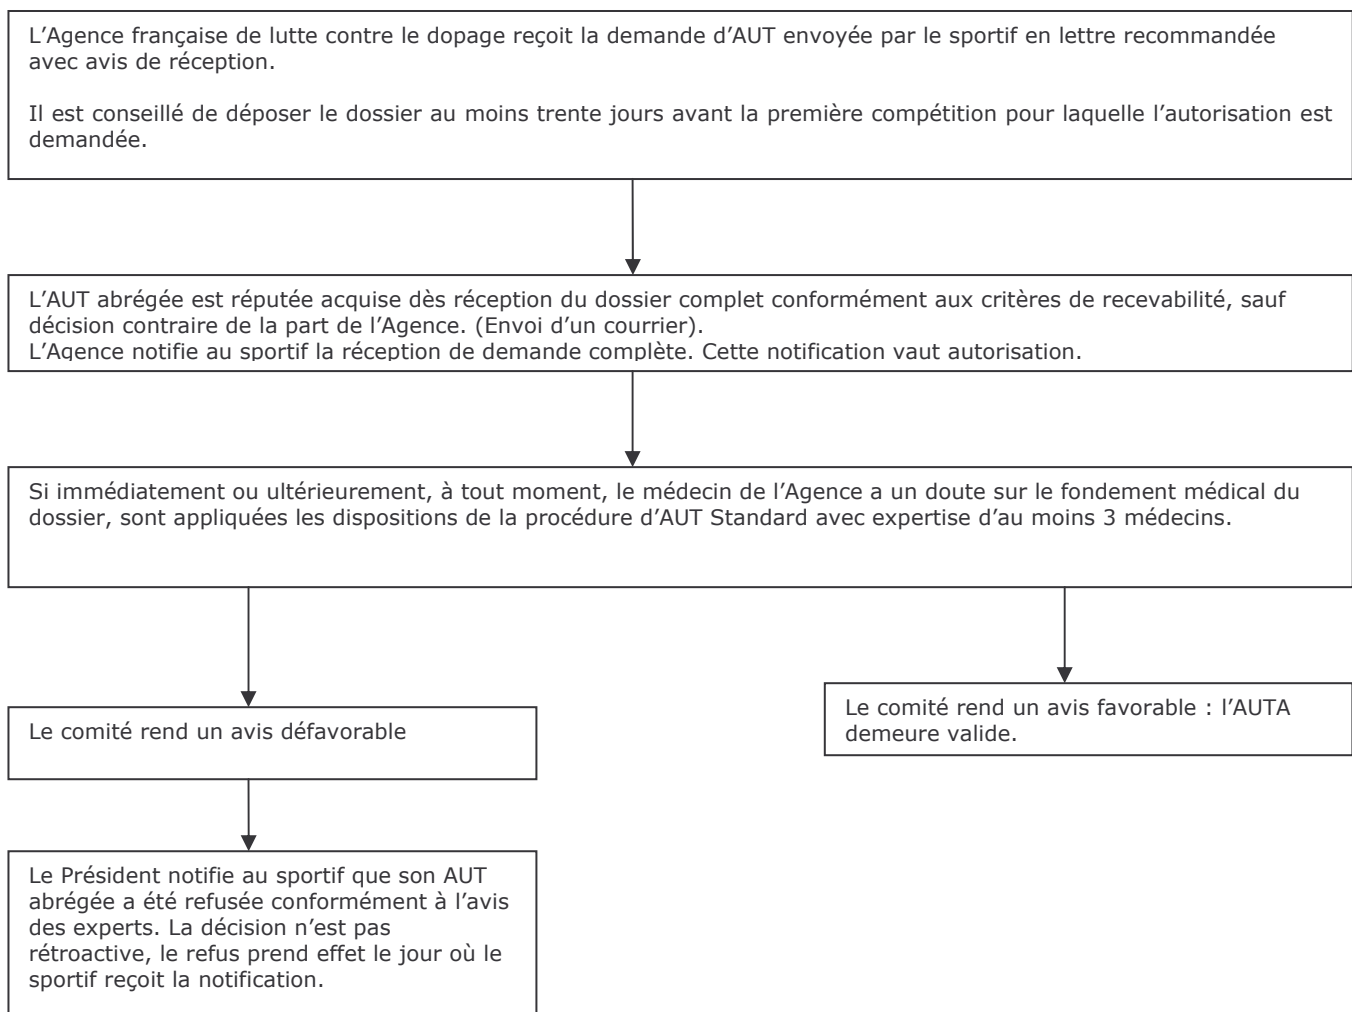 L’Agence française de lutte contre le dopage reçoit la demande d’AUT envoyée par le sportif en lettre recommandée
avec avis de réception.
Il est conseillé de déposer le dossier au moins trente jours avant la première compétition pour laquelle l’autorisation est
demandée.
L’AUT abrégée est réputée acquise dès réception du dossier complet conformément aux critères de recevabilité, sauf
décision contraire de la part de l’Agence. (Envoi d’un courrier).
L’Agence notifie au sportif la réception de demande complète. Cette notification vaut autorisation.
Si immédiatement ou ultérieurement, à tout moment, le médecin de l’Agence a un doute sur le fondement médical du
dossier, sont appliquées les dispositions de la procédure d’AUT Standard avec expertise d’au moins 3 médecins.
Le comité rend un avis défavorable
Le comité rend un avis favorable : l’AUTA
demeure valide.
Le Président notifie au sportif que son AUT
abrégée a été refusée conformément à l’avis
des experts. La décision n’est pas
rétroactive, le refus prend effet le jour où le
sportif reçoit la notification.